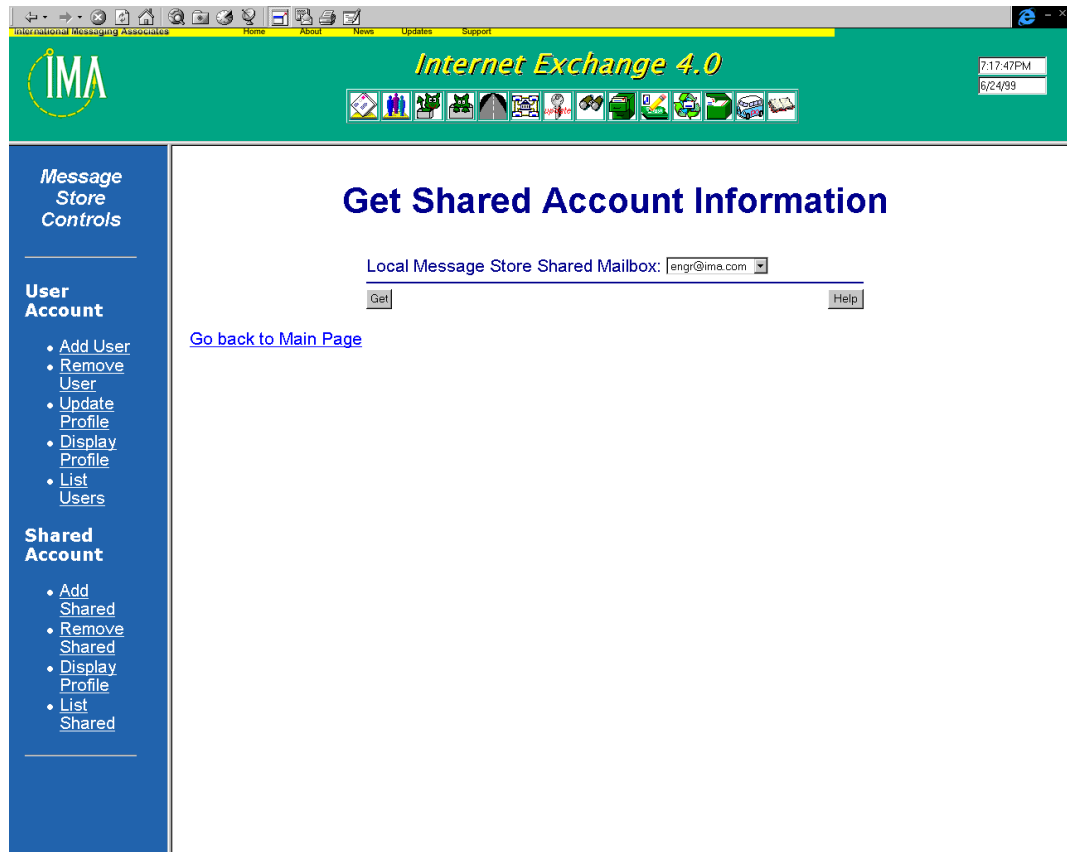 International Messaging Associates
Home About News Updates Support
IMA
Internet Exchange 4.0
7:17:47PM
6/24/99
update
Message
Store
Controls
User
Account
Add User
Remove
User
Update
Profile
Display
Profile
List
Users
Shared
Account
Add
Shared
Remove
Shared
Display
Profile
List
Shared
Get Shared Account Information
Local Message Store Shared Mailbox: engr@ima.com
Get Help
Go back to Main Page